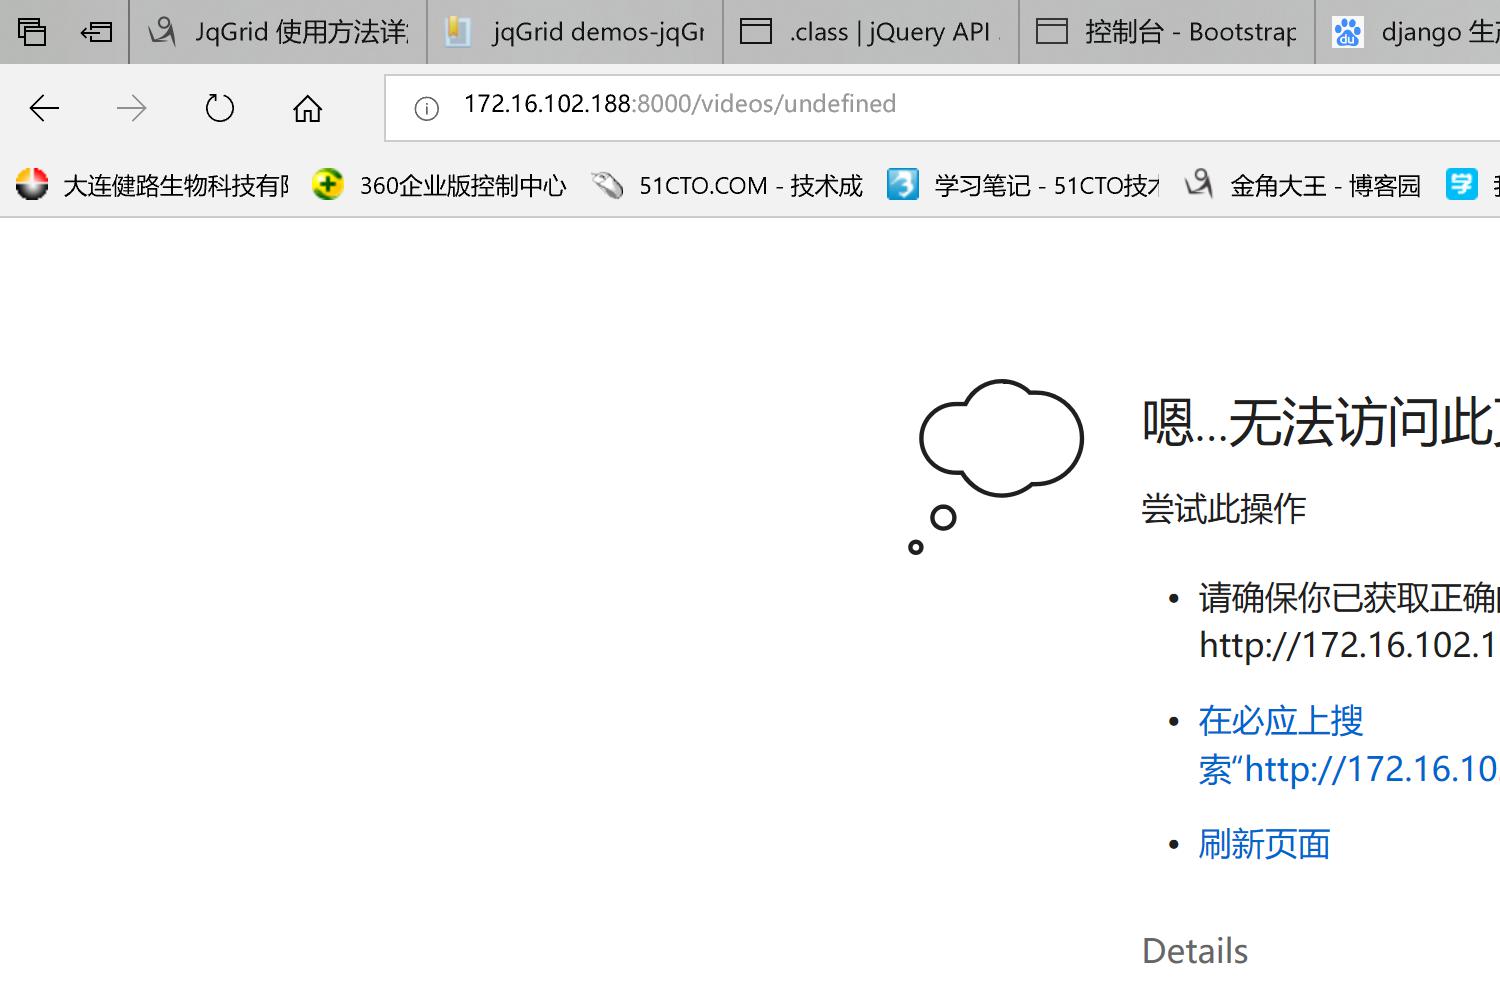 JqGrid 使用方法详
jqGrid demos-jqGr
.class | jQuery API
控制台 - Bootstrap
du
django 生
172.16.102.188:8000/videos/undefined
大连健路生物科技有
360企业版控制中心
51CTO.COM - 技术成
学习笔记 - 51CTO技
金角大王 - 博客园
学
嗯...无法访问此
尝试此操作
• 请确保你已获取正确
http://172.16.102.1
• 在必应上搜
索“http://172.16.10
• 刷新页面
Details